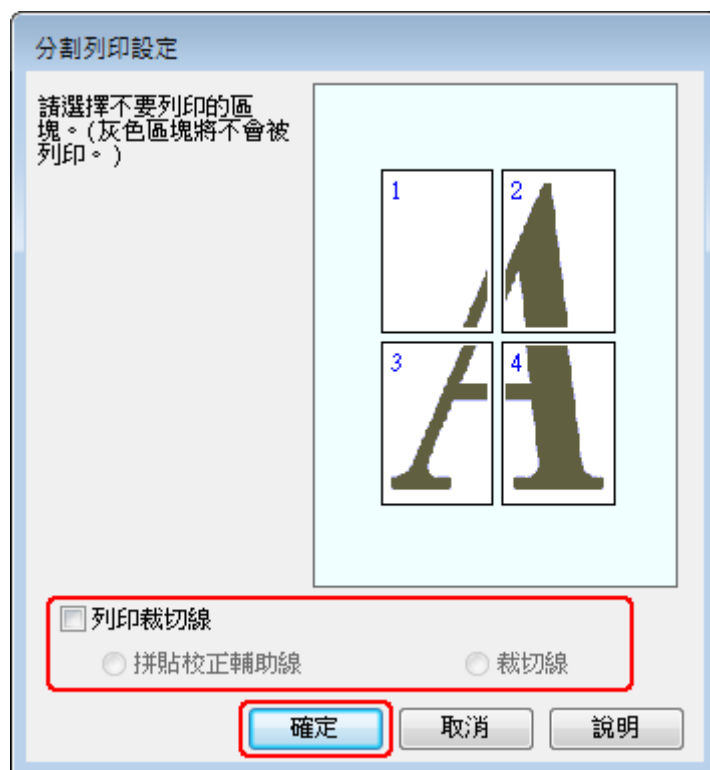 分割列印設定
請選擇不要列印的區
塊。(灰色區塊將不會被
列印。)
1
2
3
4
列印裁切線
拼貼校正輔助線
裁切線
確定
取消
說明